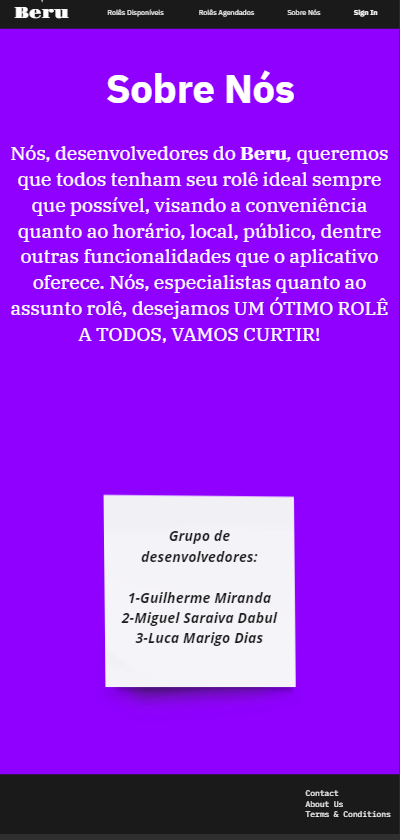 Beru Rolês Disponíveis Rolês Agendados Sobre Nós Sign In
Sobre Nós
Nós, desenvolvedores do Beru, queremos
que todos tenham seu rolê ideal sempre
que possível, visando a conveniência
quanto ao horário, local, público, dentre
outras funcionalidades que o aplicativo
oferece. Nós, especialistas quanto ao
assunto rolê, desejamos UM ÓTIMO ROLÊ
A TODOS, VAMOS CURTIR!
Grupo de
desenvolvedores:
1-Guilherme Miranda
2-Miguel Saraiva Dabul
3-Luca Marigo Dias
Contact
About Us
Terms & Conditions